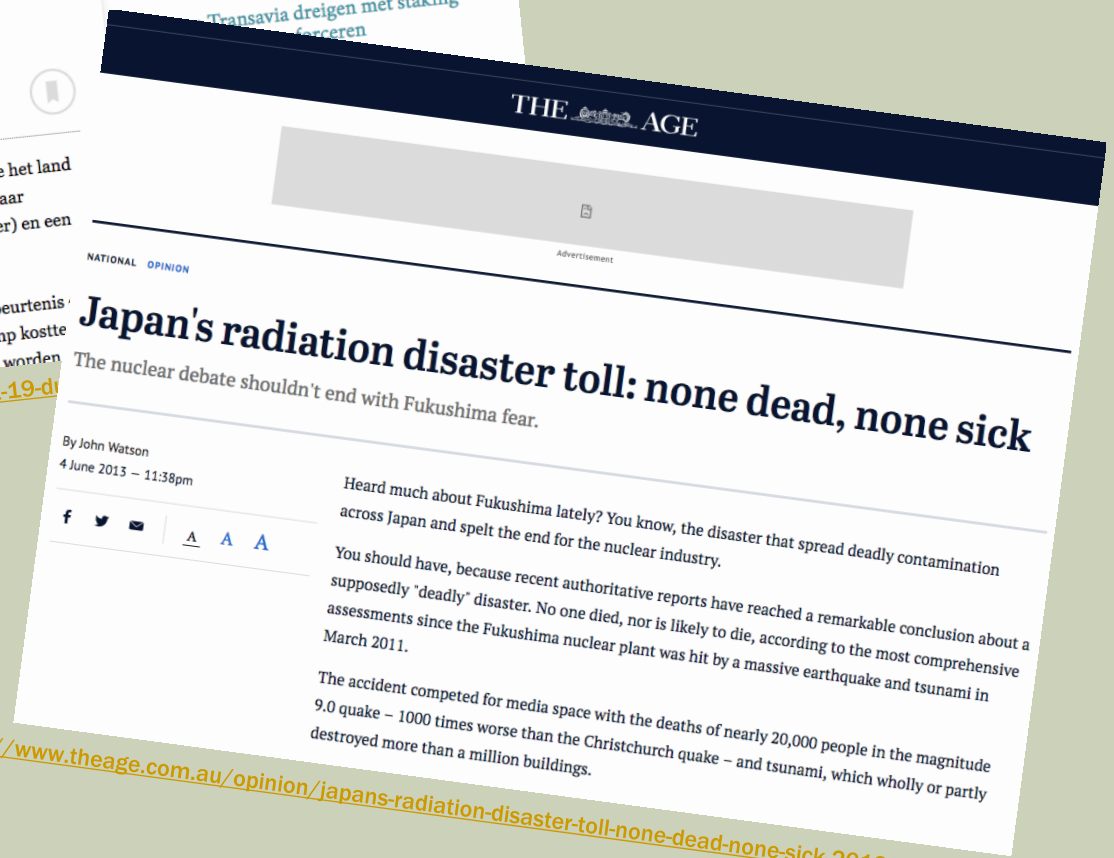 Transavia dreigen met staking
forceren
e het land
aar
er) en een
eurtenis
mp kostte
worden
-19-du
THE AGE
Advertisement
NATIONAL OPINION
Japan's radiation disaster toll: none dead, none sick
The nuclear debate shouldn't end with Fukushima fear.
By John Watson
4 June 2013 — 11:38pm
A A A
Heard much about Fukushima lately? You know, the disaster that spread deadly contamination
across Japan and spelt the end for the nuclear industry.
You should have, because recent authoritative reports have reached a remarkable conclusion about a
supposedly "deadly" disaster. No one died, nor is likely to die, according to the most comprehensive
assessments since the Fukushima nuclear plant was hit by a massive earthquake and tsunami in
March 2011.
The accident competed for media space with the deaths of nearly 20,000 people in the magnitude
9.0 quake – 1000 times worse than the Christchurch quake – and tsunami, which wholly or partly
destroyed more than a million buildings.
//www.theage.com.au/opinion/japans-radiation-disaster-toll-none-dead-none-sick-201